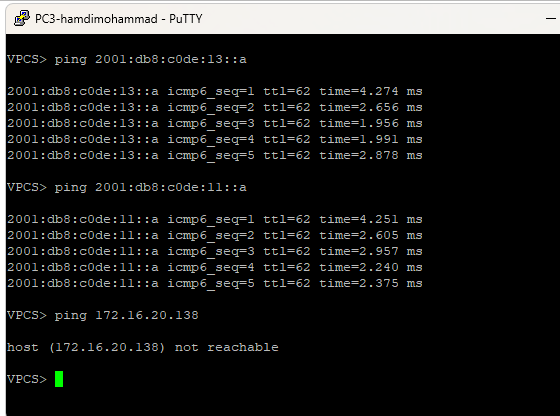 PC3-hamdimohammad - PuTTY
VPCS> ping 2001:db8:c0de:13::a
2001:db8:c0de:13::a icmp6_seq=1 ttl=62 time=4.274 ms
2001:db8:c0de:13::a icmp6_seq=2 ttl=62 time=2.656 ms
2001:db8:c0de:13::a icmp6_seq=3 ttl=62 time=1.956 ms
2001:db8:c0de:13::a icmp6_seq=4 ttl=62 time=1.991 ms
2001:db8:c0de:13::a icmp6_seq=5 ttl=62 time=2.878 ms
VPCS> ping 2001:db8:c0de:11::a
2001:db8:c0de:11::a icmp6_seq=1 ttl=62 time=4.251 ms
2001:db8:c0de:11::a icmp6_seq=2 ttl=62 time=2.605 ms
2001:db8:c0de:11::a icmp6_seq=3 ttl=62 time=2.957 ms
2001:db8:c0de:11::a icmp6_seq=4 ttl=62 time=2.240 ms
2001:db8:c0de:11::a icmp6_seq=5 ttl=62 time=2.375 ms
VPCS> ping 172.16.20.138
host (172.16.20.138) not reachable
VPCS>